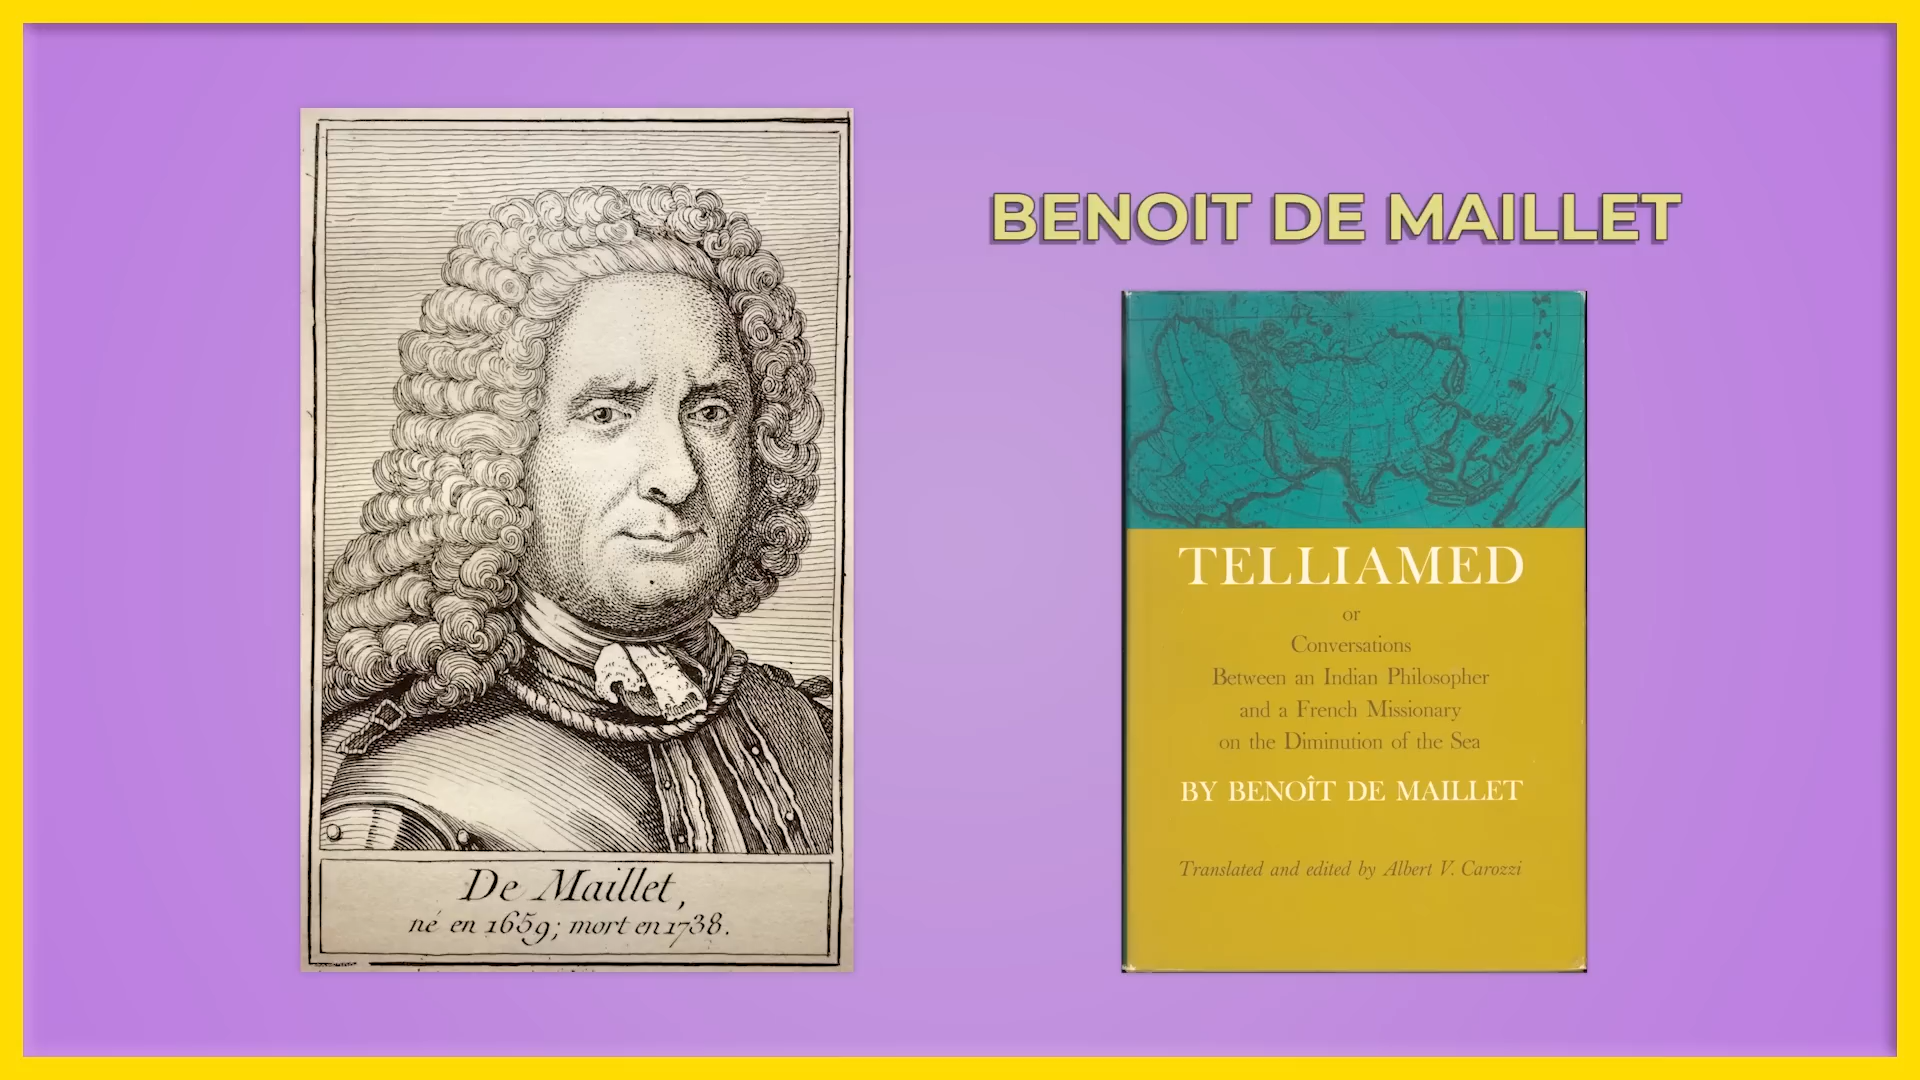 BENOIT DE MAILLET
De Maillet,
né en 1659; mort en 1738.
TELLIAMED
or
Conversations
Between an Indian Philosopher
and a French Missionary
on the Diminution of the Sea
BY BENOÎT DE MAILLET
Translated and edited by Albert V. Carozzi